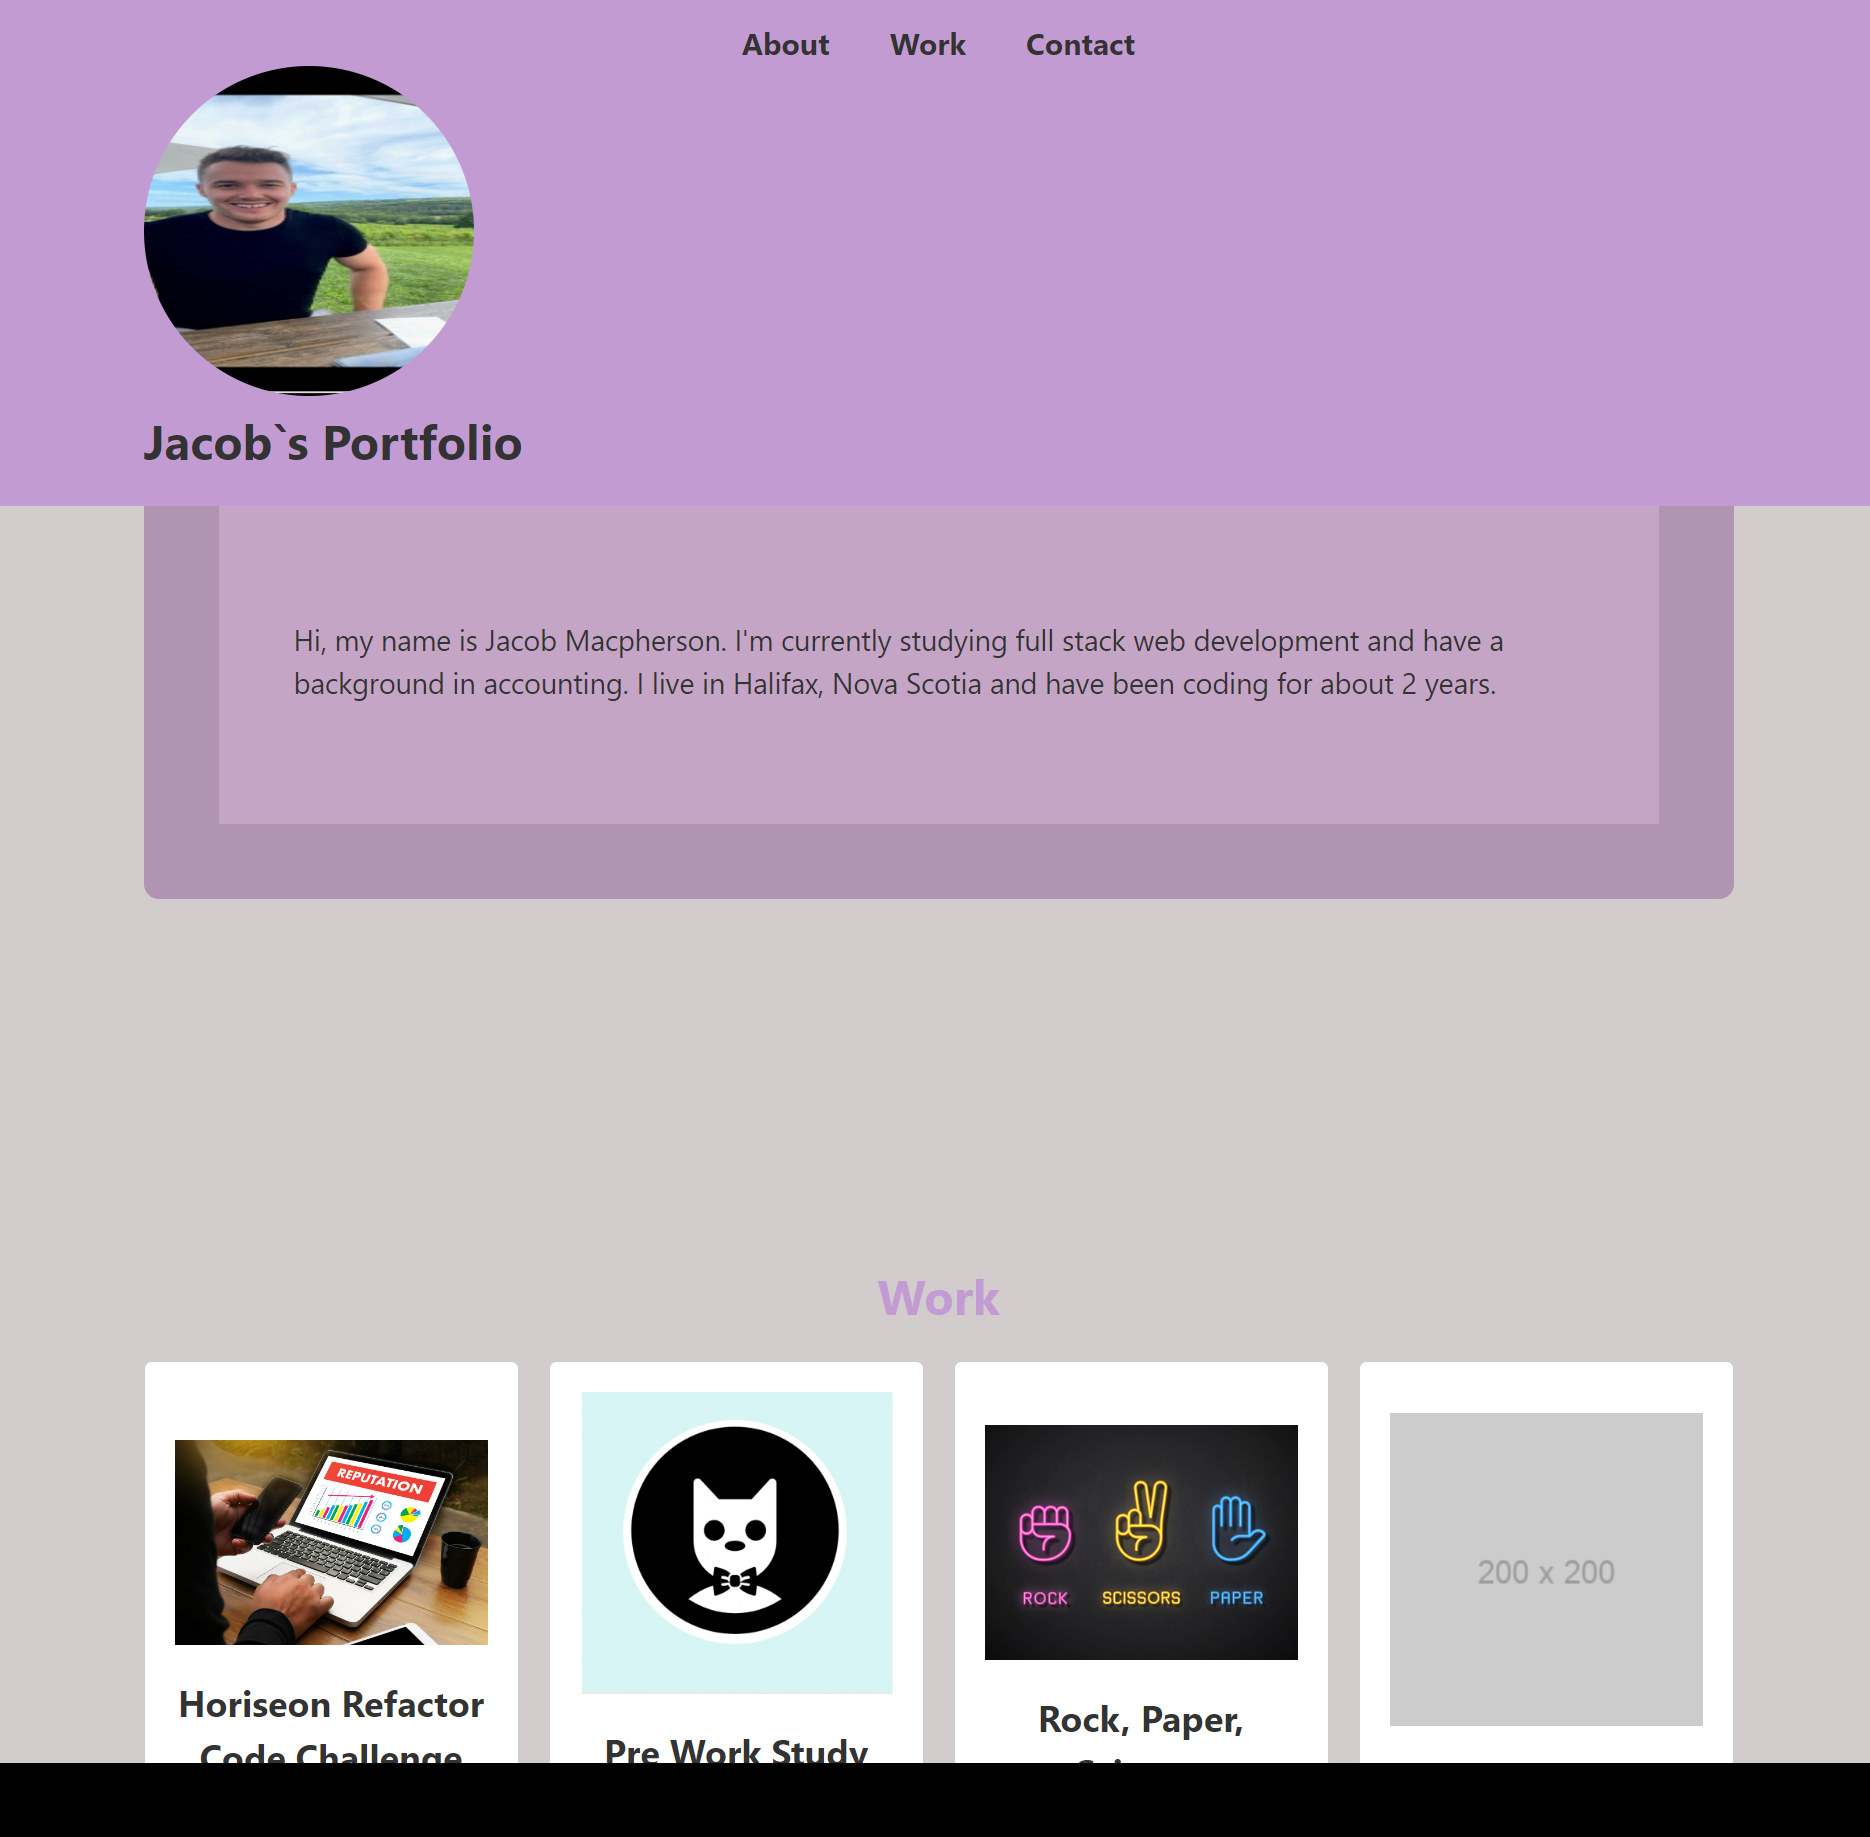 About Work Contact
Jacob`s Portfolio
Hi, my name is Jacob Macpherson. I'm currently studying full stack web development and have a
background in accounting. I live in Halifax, Nova Scotia and have been coding for about 2 years.
Work
REPUTATION
ROCK SCISSORS PAPER
200 x 200
Horiseon Refactor
Code Challenge
Pre Work Study
Rock, Paper,